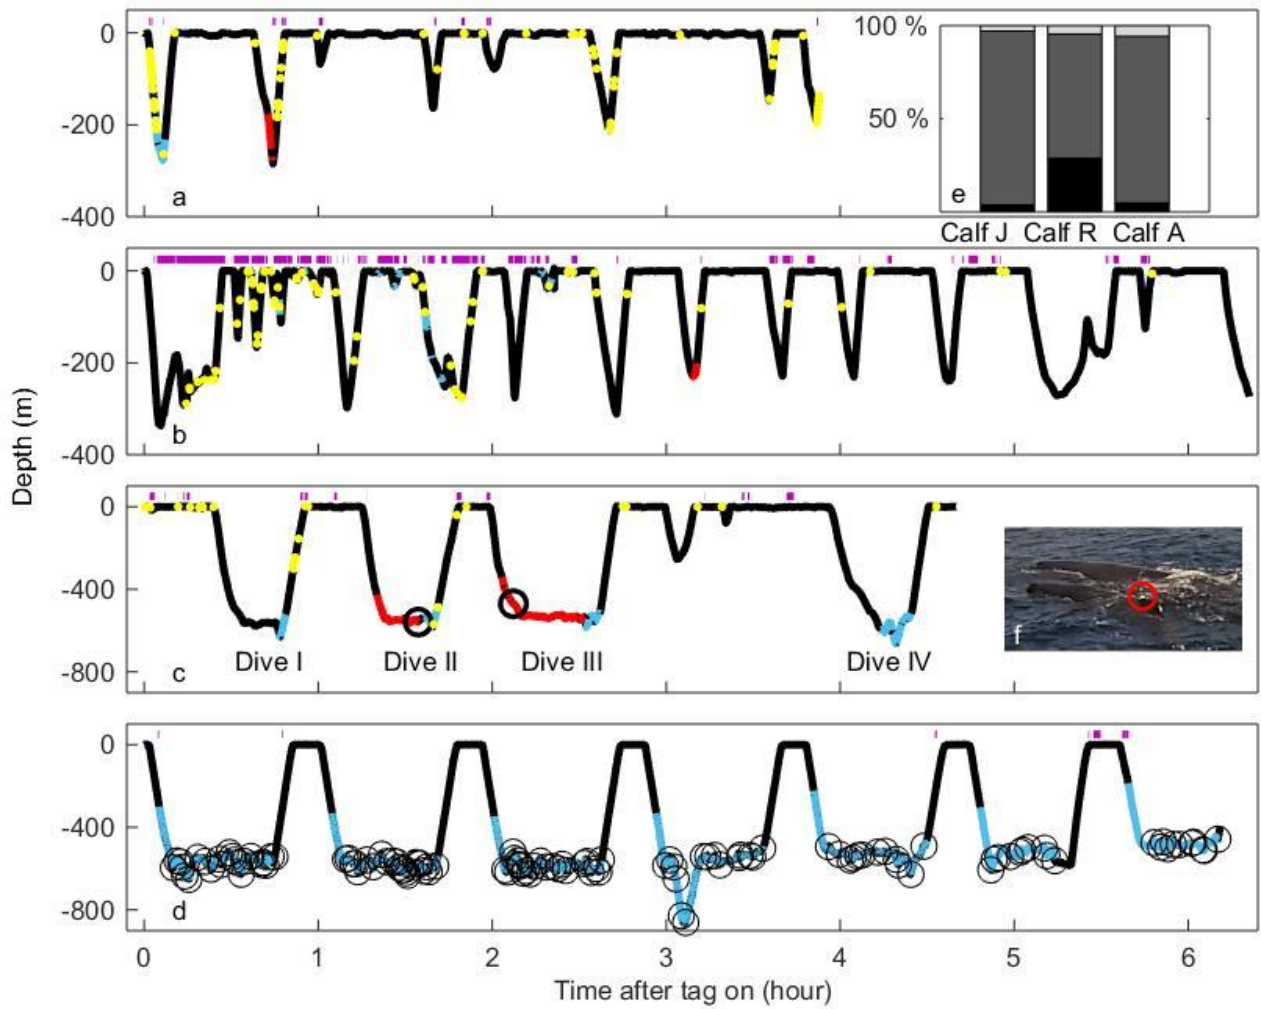 0
-200
-400
a
100 %
50 %
e
Calf J Calf R Calf A
0
-200
-400
b
Depth (m)
0
-400
-800
c
Dive I
Dive II
Dive III
Dive IV
f
0
-400
-800
d
0 1 2 3 4 5 6
Time after tag on (hour)